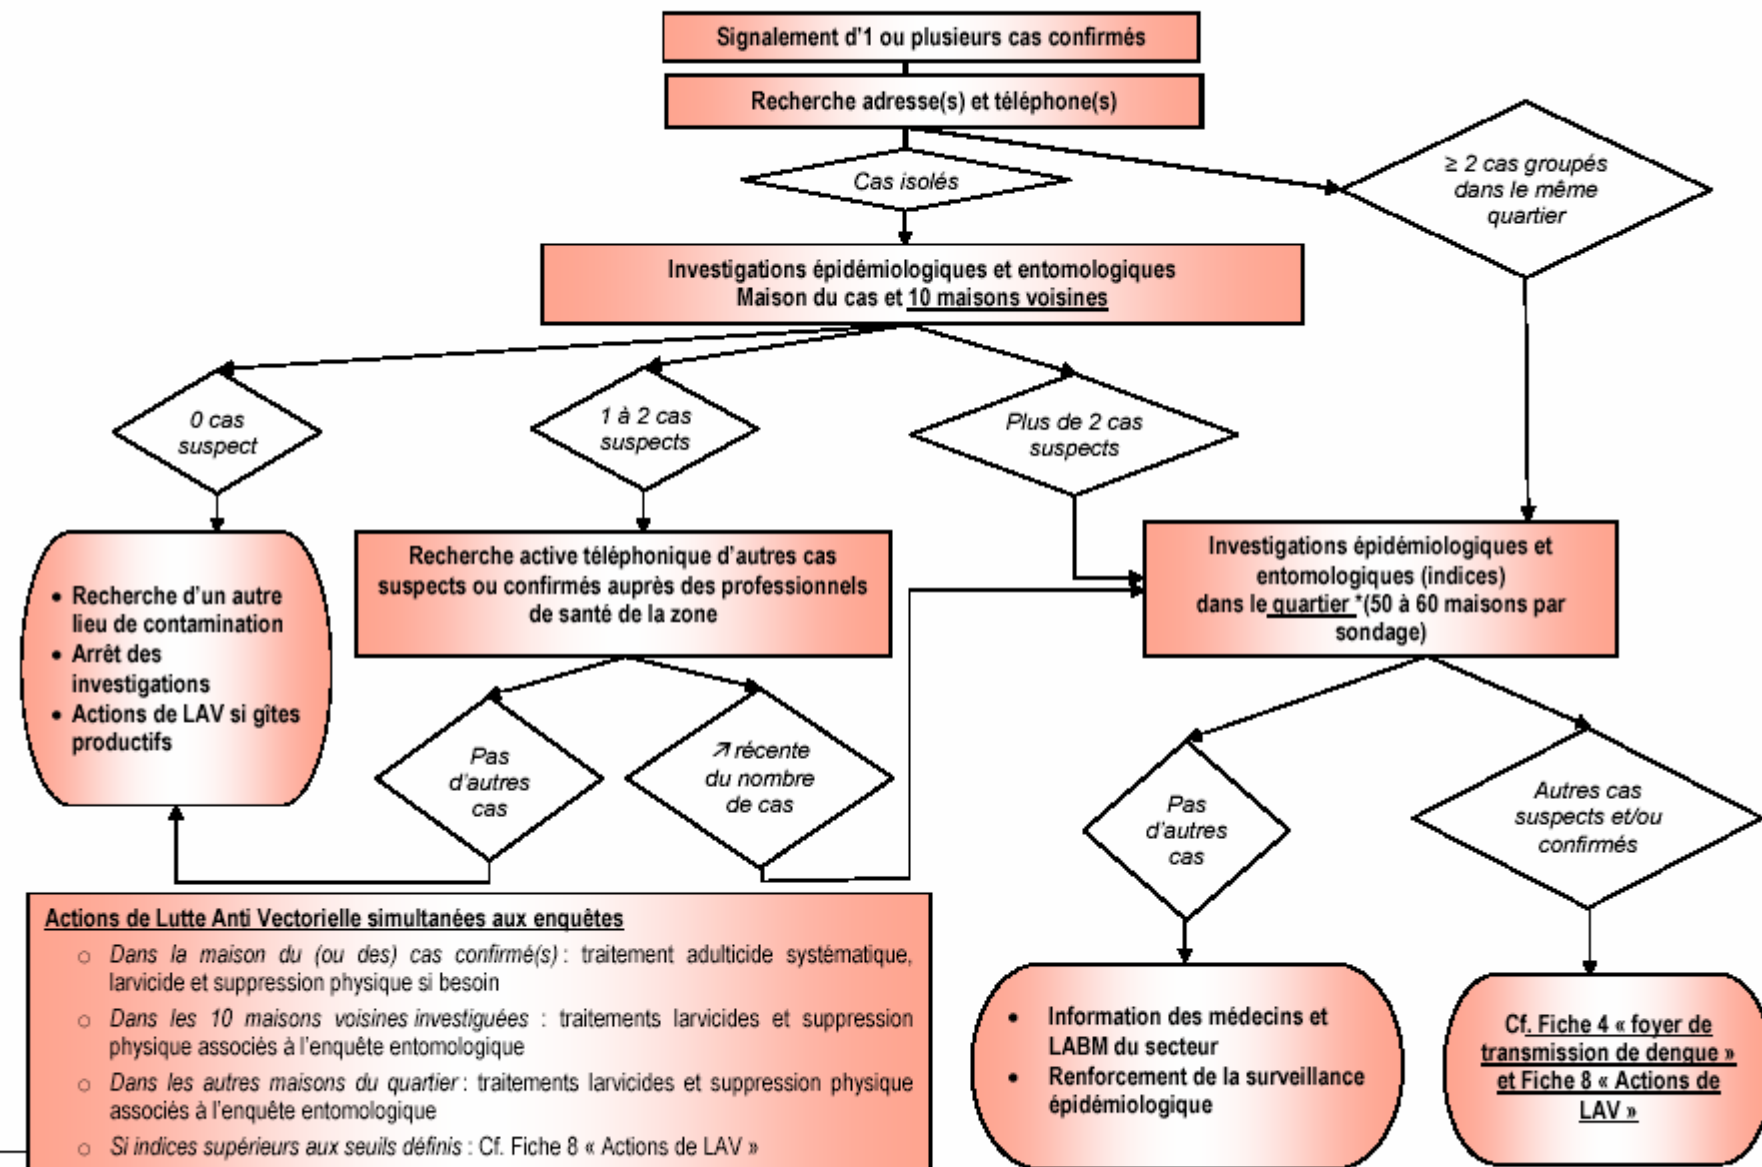 Signalement d'1 ou plusieurs cas confirmés
Recherche adresse(s) et téléphone(s)
Cas isolés
≥ 2 cas groupés
dans le même
quartier
Investigations épidémiologiques et entomologiques
Maison du cas et 10 maisons voisines
0 cas
suspect
1 à 2 cas
suspects
Plus de 2 cas
suspects
• Recherche d'un autre
lieu de contamination
• Arrêt des
investigations
• Actions de LAV si gîtes
productifs
Recherche active téléphonique d'autres cas
suspects ou confirmés auprès des professionnels
de santé de la zone
Investigations épidémiologiques et
entomologiques (indices)
dans le quartier *(50 à 60 maisons par
sondage)
Pas
d'autres
cas
↗ récente
du nombre
de cas
Pas
d'autres
cas
Autres cas
suspects et/ou
confirmés
Actions de Lutte Anti Vectorielle simultanées aux enquêtes
○ Dans la maison du (ou des) cas confirmé(s) : traitement adulticide systématique,
larvicide et suppression physique si besoin
○ Dans les 10 maisons voisines investiguées : traitements larvicides et suppression
physique associés à l'enquête entomologique
○ Dans les autres maisons du quartier : traitements larvicides et suppression physique
associés à l'enquête entomologique
○ Si indices supérieurs aux seuils définis : Cf. Fiche 8 « Actions de LAV »
• Information des médecins et
LABM du secteur
• Renforcement de la surveillance
épidémiologique
Cf. Fiche 4 « foyer de
transmission de dengue »
et Fiche 8 « Actions de
LAV »